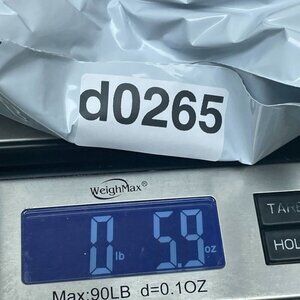 d0265
WeighMax®
0 lb 5.9 oz
TARE
HOL
Max:90LB d=0.1OZ